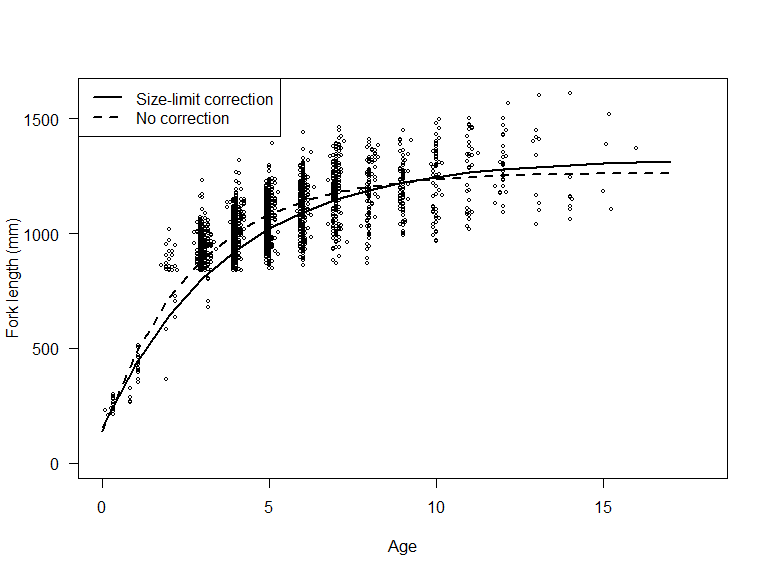 Size-limit correction
No correction
1500
1000
500
0
Fork length (mm)
0 5 10 15
Age